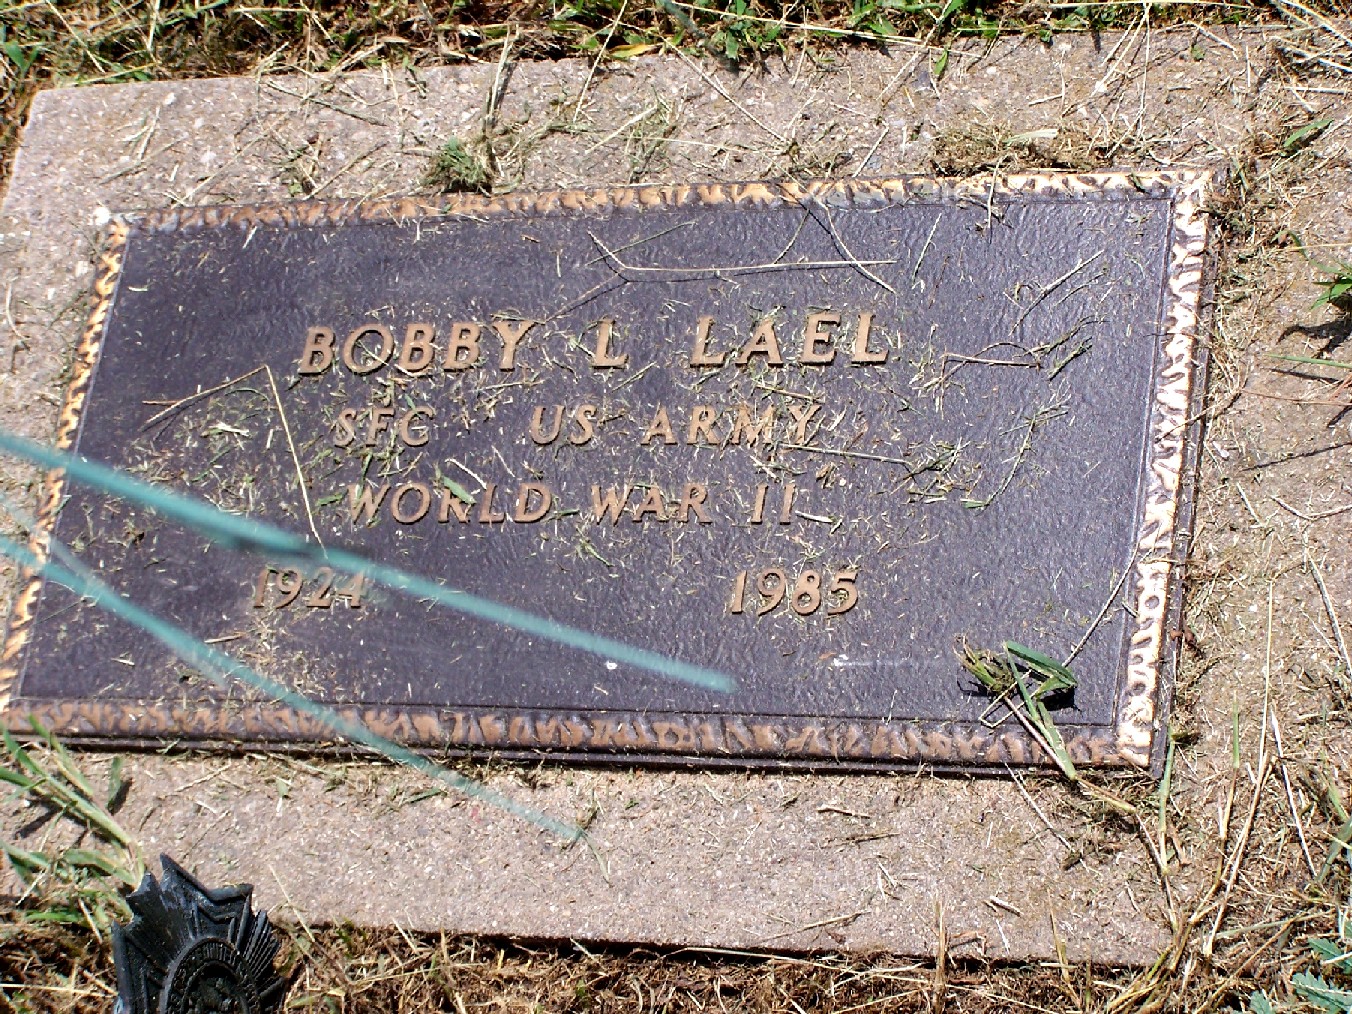 BOBBY L LAEL
SFC US ARMY
WORLD WAR II
1924 1985